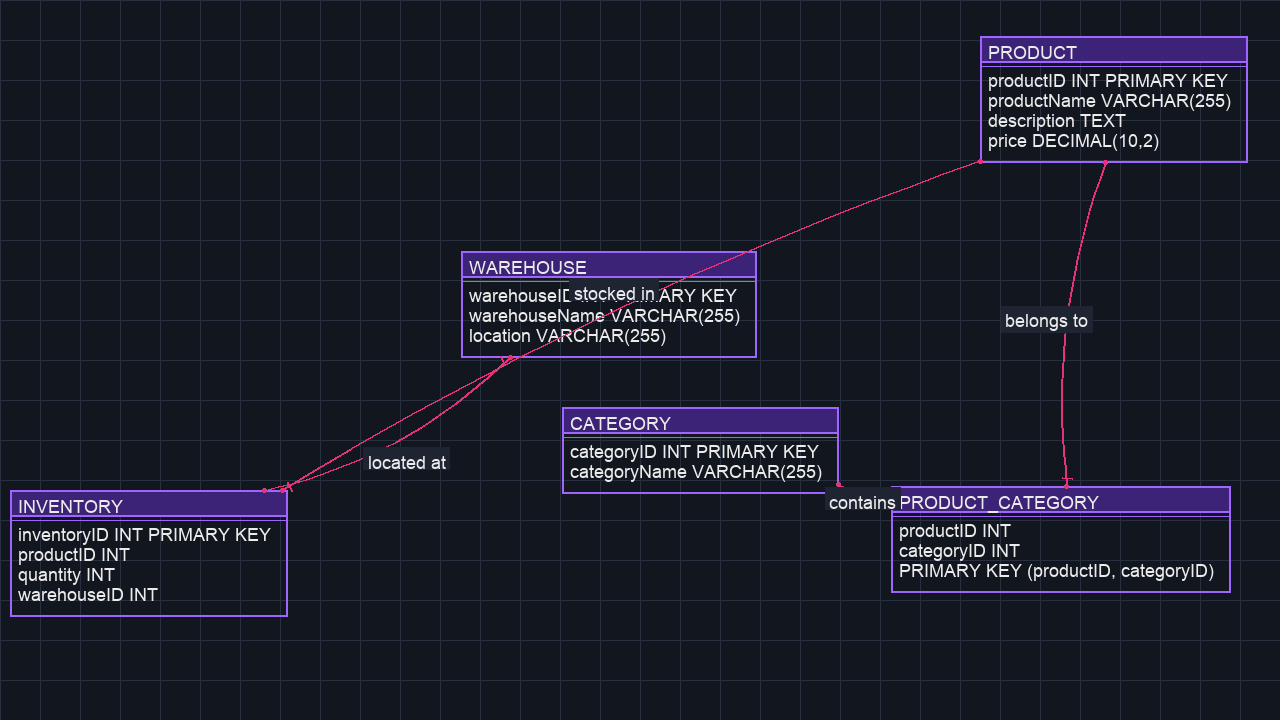 PRODUCT
productID INT PRIMARY KEY
productName VARCHAR(255)
description TEXT
price DECIMAL(10,2)
WAREHOUSE
warehouseID ARY KEY
stocked in
warehouseName VARCHAR(255)
location VARCHAR(255)
belongs to
CATEGORY
categoryID INT PRIMARY KEY
categoryName VARCHAR(255)
located at
contains
INVENTORY
inventoryID INT PRIMARY KEY
productID INT
quantity INT
warehouseID INT
PRODUCT_CATEGORY
productID INT
categoryID INT
PRIMARY KEY (productID, categoryID)